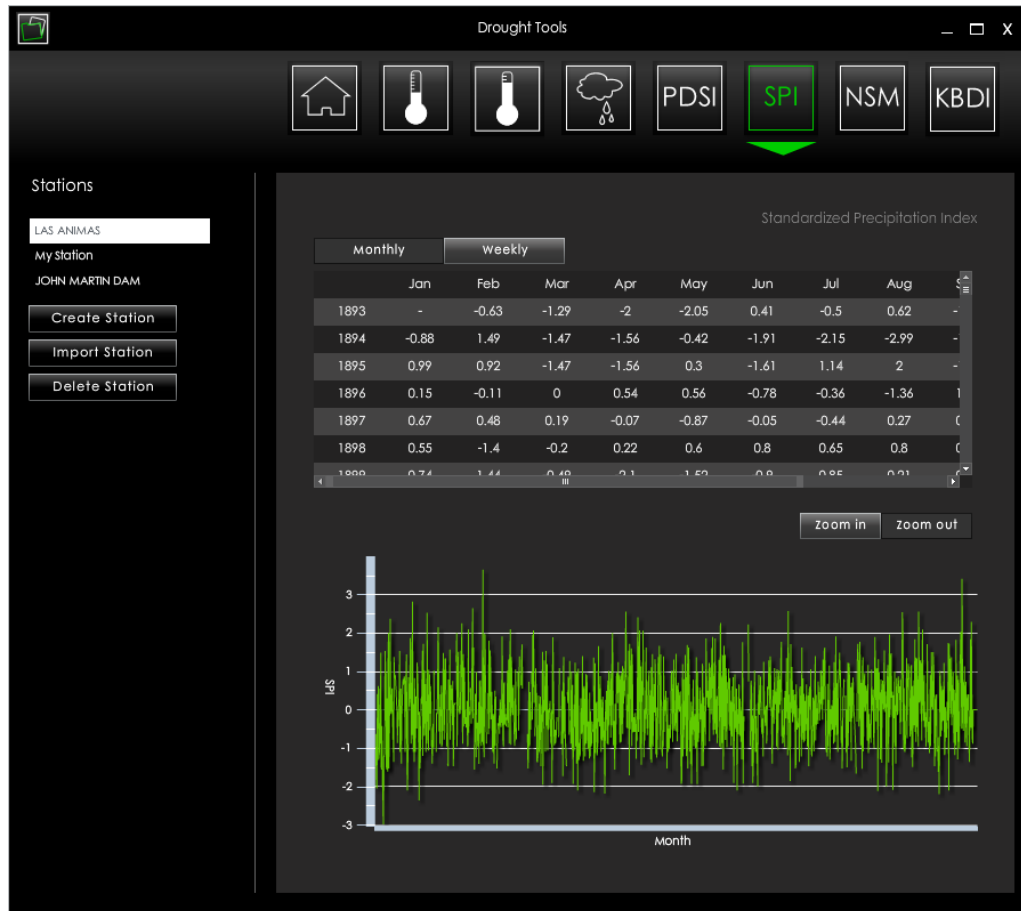 Drought Tools
X
PDSI SPI NSM KBDI
Stations
LAS ANIMAS
My Station
JOHN MARTIN DAM
Create Station
Import Station
Delete Station
Standardized Precipitation Index
Monthly Weekly
Jan Feb Mar Apr May Jun Jul Aug
1893 - -0.63 -1.29 -2 -2.05 0.41 -0.5 0.62
1894 -0.88 1.49 -1.47 -1.56 -0.42 -1.91 -2.15 -2.99
1895 0.99 0.92 -1.47 -1.56 0.3 -1.61 1.14 2
1896 0.15 -0.11 0 0.54 0.56 -0.78 -0.36 -1.36
1897 0.67 0.48 0.19 -0.07 -0.87 -0.05 -0.44 0.27
1898 0.55 -1.4 -0.2 0.22 0.6 0.8 0.65 0.8
Zoom in Zoom out
3
2
1
SPI
0
-1
-2
-3
Month